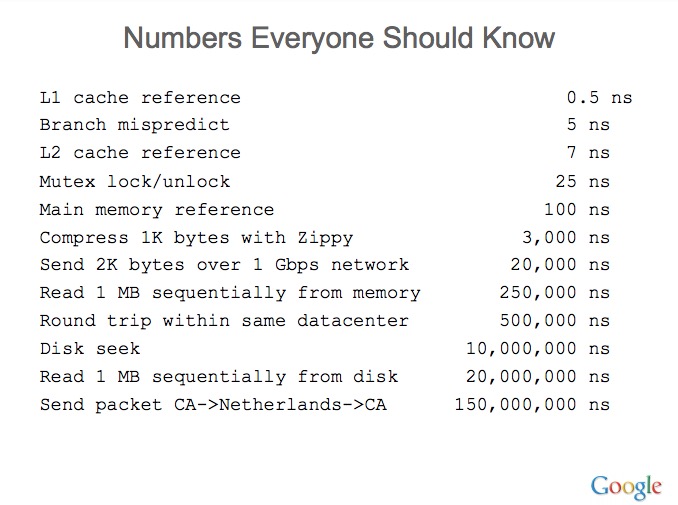 Numbers Everyone Should Know
L1 cache reference 0.5 ns
Branch mispredict 5 ns
L2 cache reference 7 ns
Mutex lock/unlock 25 ns
Main memory reference 100 ns
Compress 1K bytes with Zippy 3,000 ns
Send 2K bytes over 1 Gbps network 20,000 ns
Read 1 MB sequentially from memory 250,000 ns
Round trip within same datacenter 500,000 ns
Disk seek 10,000,000 ns
Read 1 MB sequentially from disk 20,000,000 ns
Send packet CA->Netherlands->CA 150,000,000 ns
Google